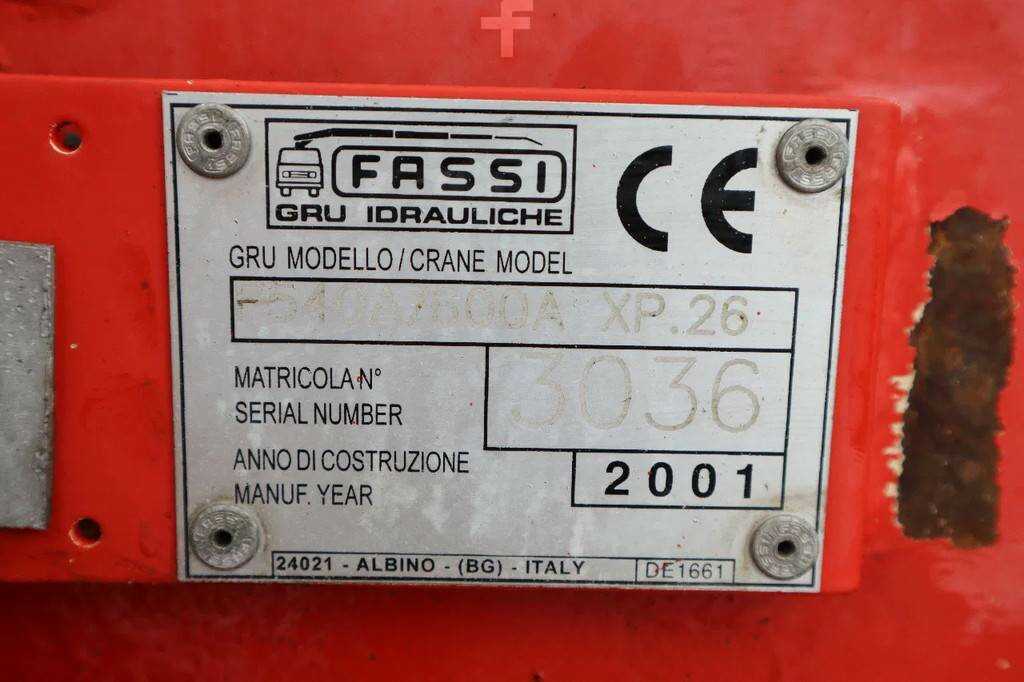 FASSI
GRU IDRAULICHE
CE
GRU MODELLO/CRANE MODEL
XP.26
MATRICOLA N°
SERIAL NUMBER
3036
ANNO DI COSTRUZIONE
MANUF. YEAR
2001
24021 - ALBINO - (BG) - ITALY
DE1661